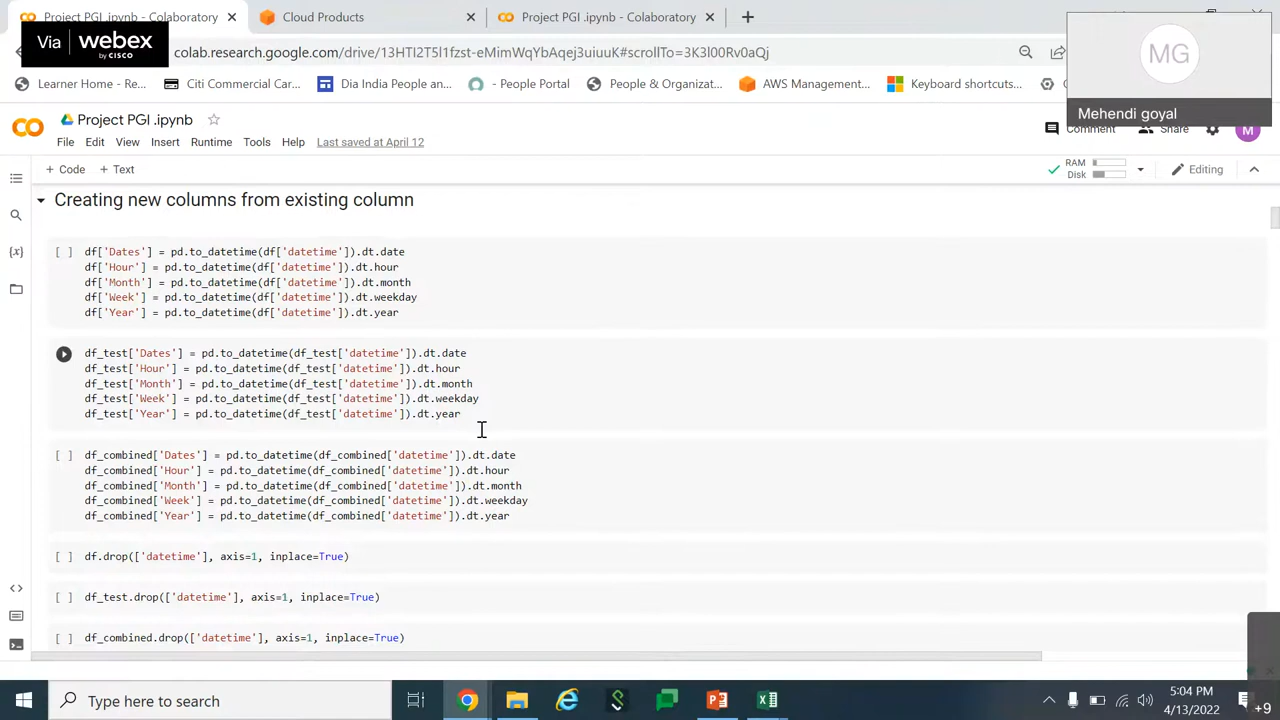 Project PGI .ipynb - Colaboratory
Cloud Products
Project PGI .ipynb - Colaboratory
Via webex
by CISCO
colab.research.google.com/drive/13HTI2T5l1fzst-eMimWqYbAqej3uiuuK#scrollTo=3K3l00Rv0aQj
MG
Mehendi goyal
Learner Home - Re...
Citi Commercial Car...
Dia India People an...
- People Portal
People & Organizat...
AWS Management...
Keyboard shortcuts...
Project PGI .ipynb
Comment
Share
M
File Edit View Insert Runtime Tools Help Last saved at April 12
+ Code + Text
RAM
Disk
Editing
Creating new columns from existing column
[ ] df['Dates'] = pd.to_datetime(df['datetime']).dt.date
df['Hour'] = pd.to_datetime(df['datetime']).dt.hour
df['Month'] = pd.to_datetime(df['datetime']).dt.month
df['Week'] = pd.to_datetime(df['datetime']).dt.weekday
df['Year'] = pd.to_datetime(df['datetime']).dt.year
df_test['Dates'] = pd.to_datetime(df_test['datetime']).dt.date
df_test['Hour'] = pd.to_datetime(df_test['datetime']).dt.hour
df_test['Month'] = pd.to_datetime(df_test['datetime']).dt.month
df_test['Week'] = pd.to_datetime(df_test['datetime']).dt.weekday
df_test['Year'] = pd.to_datetime(df_test['datetime']).dt.year
[ ] df_combined['Dates'] = pd.to_datetime(df_combined['datetime']).dt.date
df_combined['Hour'] = pd.to_datetime(df_combined['datetime']).dt.hour
df_combined['Month'] = pd.to_datetime(df_combined['datetime']).dt.month
df_combined['Week'] = pd.to_datetime(df_combined['datetime']).dt.weekday
df_combined['Year'] = pd.to_datetime(df_combined['datetime']).dt.year
[ ] df.drop(['datetime'], axis=1, inplace=True)
[ ] df_test.drop(['datetime'], axis=1, inplace=True)
[ ] df_combined.drop(['datetime'], axis=1, inplace=True)
Type here to search
5:04 PM
4/13/2022
+9